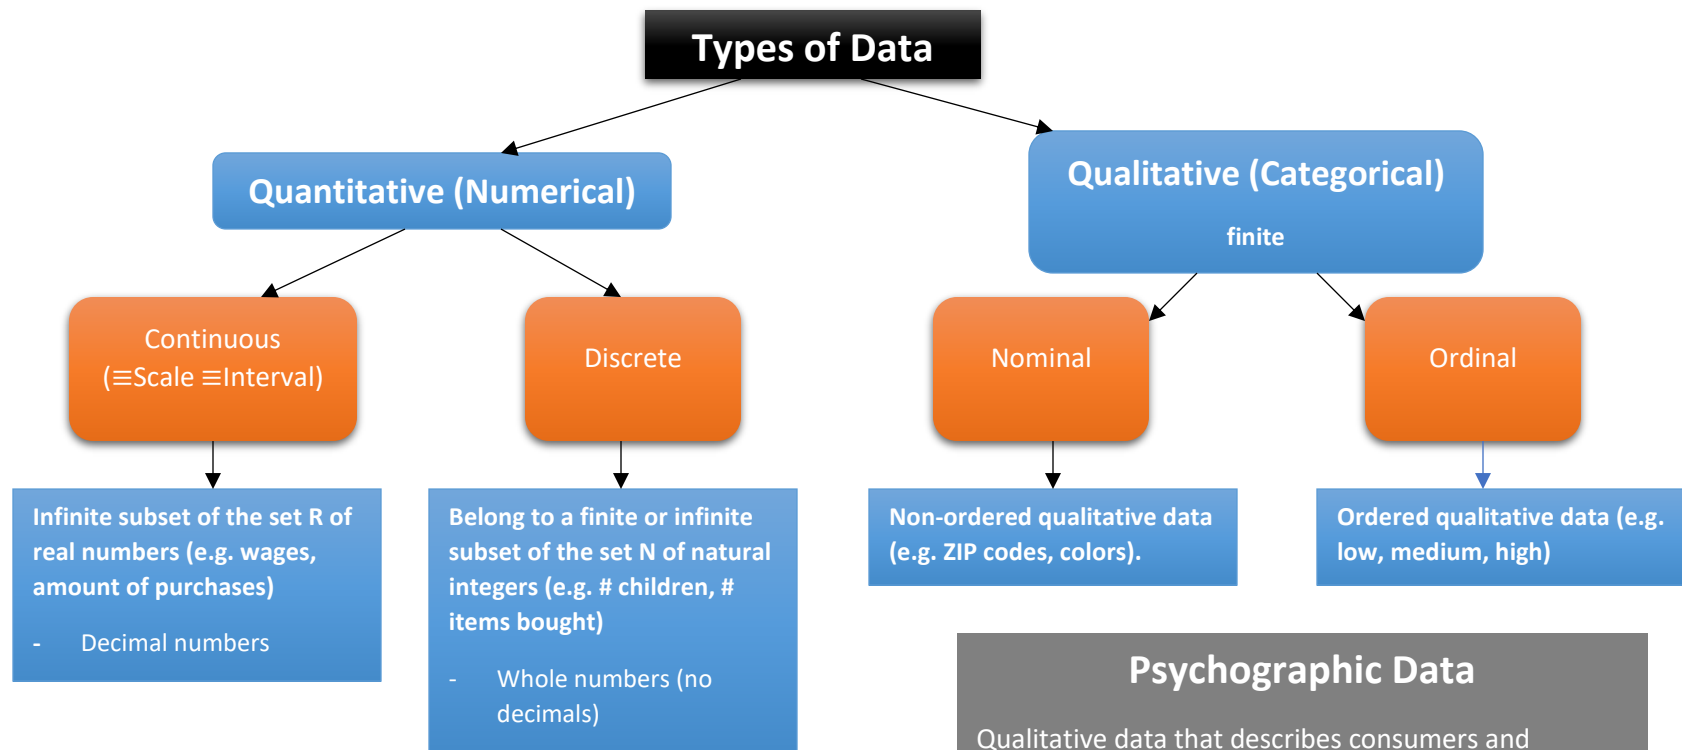 Types of Data
Quantitative (Numerical)
Qualitative (Categorical)
finite
Continuous
(≡Scale ≡Interval)
Discrete
Nominal
Ordinal
Infinite subset of the set R of
real numbers (e.g. wages,
amount of purchases)
- Decimal numbers
Belong to a finite or infinite
subset of the set N of natural
integers (e.g. # children, #
items bought)
- Whole numbers (no
decimals)
Non-ordered qualitative data
(e.g. ZIP codes, colors).
Ordered qualitative data (e.g.
low, medium, high)
Psychographic Data
Qualitative data that describes consumers and